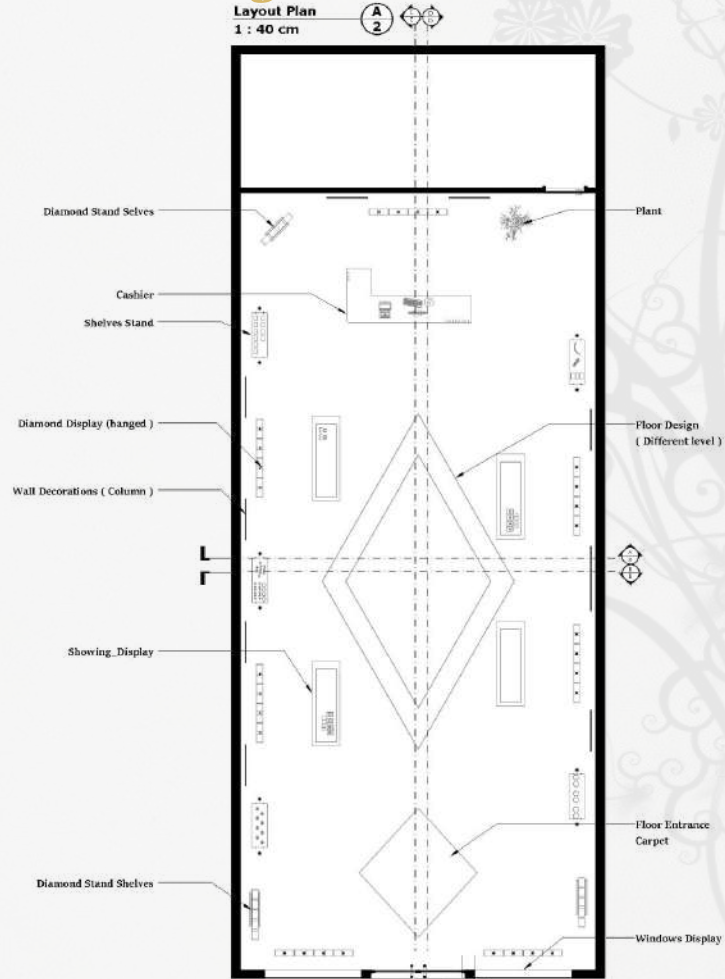 Layout Plan
1 : 40 cm
A
2
Diamond Stand Selves
Plant
Cashier
Shelves Stand
Diamond Display (hanged )
Floor Design
( Different level )
Wall Decorations ( Column )
Showing_Display
Floor Entrance
Carpet
Diamond Stand Shelves
Windows Display